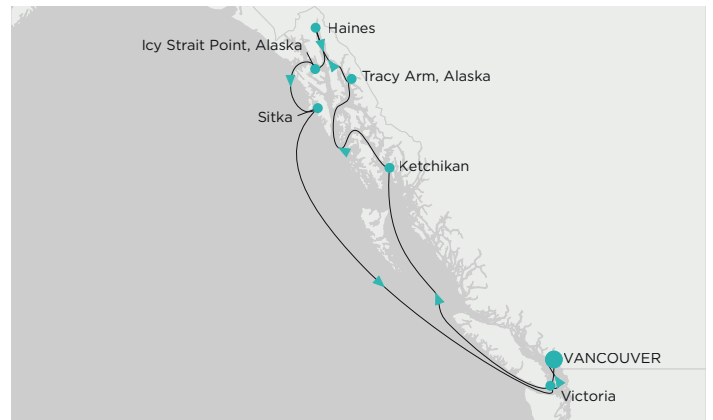 Haines
Icy Strait Point, Alaska
Tracy Arm, Alaska
Sitka
Ketchikan
VANCOUVER
Victoria